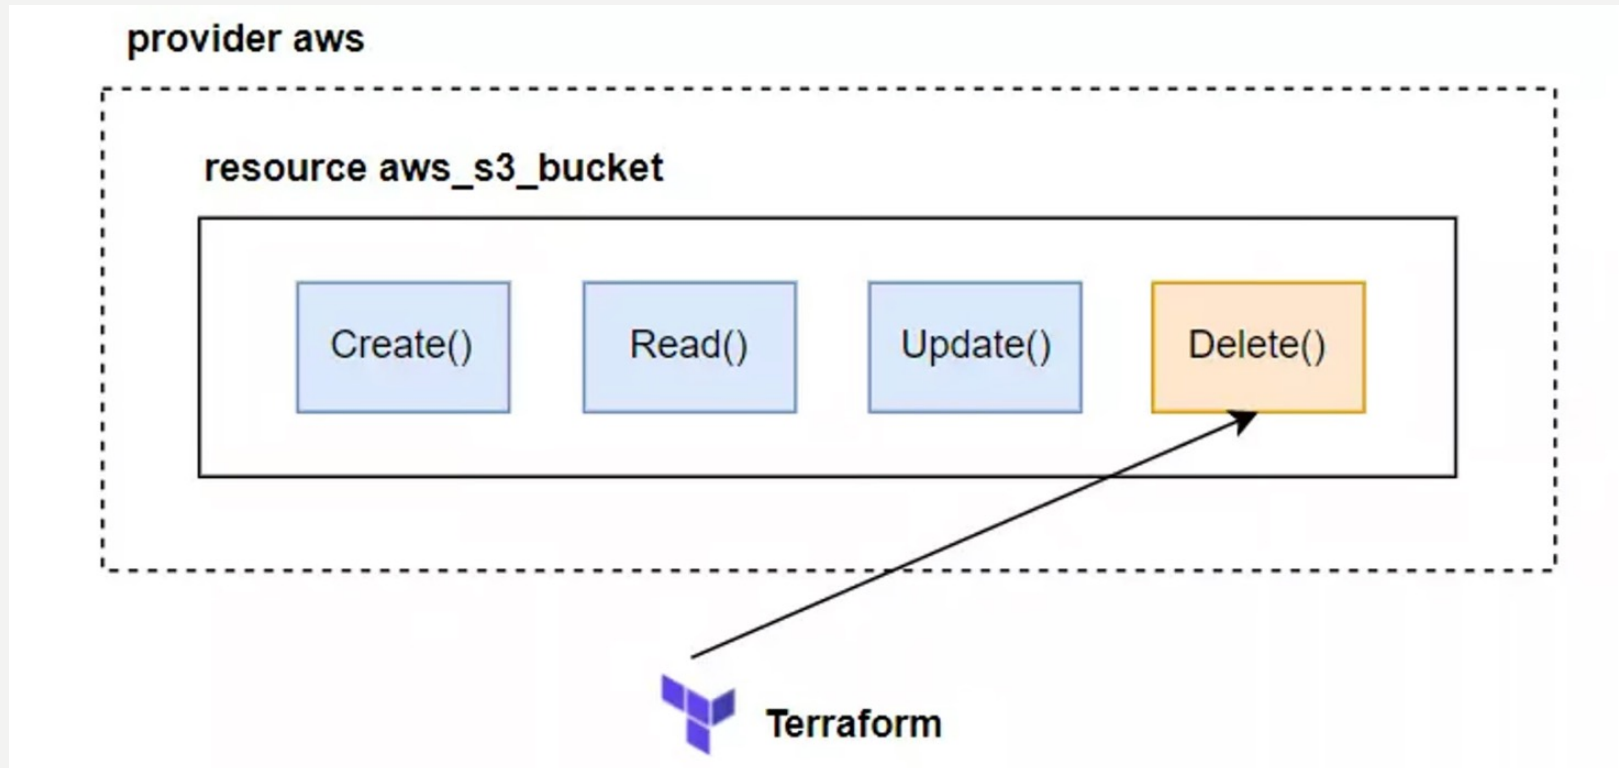 provider aws
resource aws_s3_bucket
Create()
Read()
Update()
Delete()
Terraform